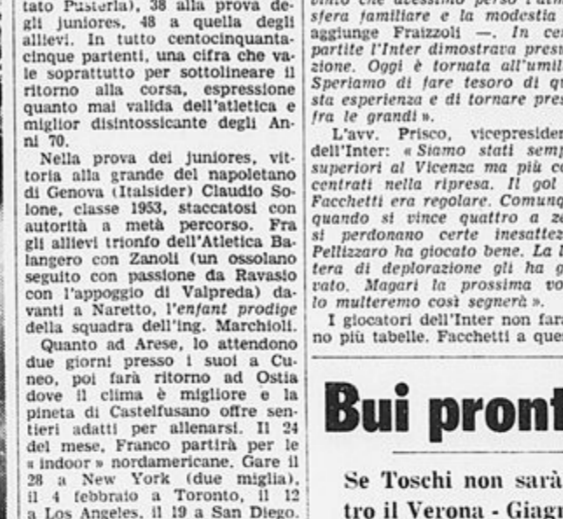 tato Pusterla), 38 alla prova de-
gli juniores, 48 a quella degli
allievi. In tutto centocinquanta-
cinque partenti, una cifra che va-
le soprattutto per sottolineare il
ritorno alla corsa, espressione
quanto mai valida dell'atletica e
miglior disintossicante degli An-
ni 70.
Nella prova dei juniores, vit-
toria alla grande del napoletano
di Genova (Italsider) Claudio So-
lone, classe 1953, staccatosi con
autorità a metà percorso. Fra
gli allievi trionfo dell'Atletica Ba-
langero con Zanoli (un ossolano
seguito con passione da Ravasio
con l'appoggio di Valpreda) da-
vanti a Naretto, l'enfant prodige
della squadra dell'ing. Marchioli.
Quanto ad Arese, lo attendono
due giorni presso i suoi a Cu-
neo, poi farà ritorno ad Ostia
dove il clima è migliore e la
pineta di Castelfusano offre sen-
tieri adatti per allenarsi. Il 24
del mese, Franco partirà per le
« indoor » nordamericane. Gare il
28 a New York (due miglia),
il 4 febbraio a Toronto, il 12
a Los Angeles, il 19 a San Diego.
sfera familiare e la modestia
aggiunge Fraizzoli —. In ce
partite l'Inter dimostrava pres
zione. Oggi è tornata all'umil
Speriamo di fare tesoro di q
sta esperienza e di tornare pres
fra le grandi ».
L'avv. Prisco, vicepresiden
dell'Inter: « Siamo stati semp
superiori al Vicenza ma più c
centrati nella ripresa. Il gol
Facchetti era regolare. Comunq
quando si vince quattro a ze
si perdonano certe inesattez
Pellizzaro ha giocato bene. La l
tera di deplorazione gli ha g
vato. Magari la prossima vo
lo multeremo così segnerà ».
I giocatori dell'Inter non fara
no più tabelle. Facchetti a que
Bui pront
Se Toschi non sarà
tro il Verona - Giagn